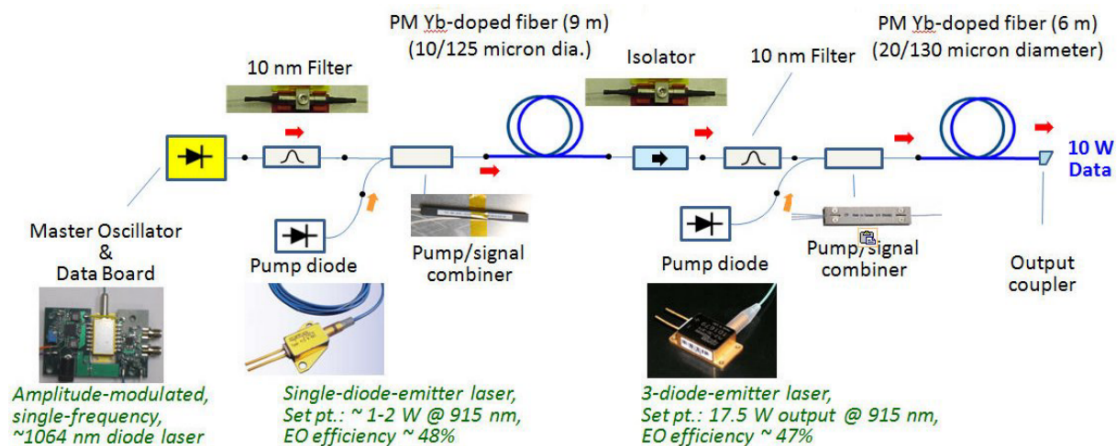 PM Yb-doped fiber (9 m)
(10/125 micron dia.)
PM Yb-doped fiber (6 m)
(20/130 micron diameter)
10 nm Filter
Isolator
10 nm Filter
10 W
Data
Master Oscillator
&
Data Board
Pump diode
Pump/signal
combiner
Pump diode
Pump/signal
combiner
Output
coupler
Amplitude-modulated,
single-frequency,
~1064 nm diode laser
Single-diode-emitter laser,
Set pt.: ~ 1-2 W @ 915 nm,
EO efficiency ~ 48%
3-diode-emitter laser,
Set pt.: 17.5 W output @ 915 nm,
EO efficiency ~ 47%